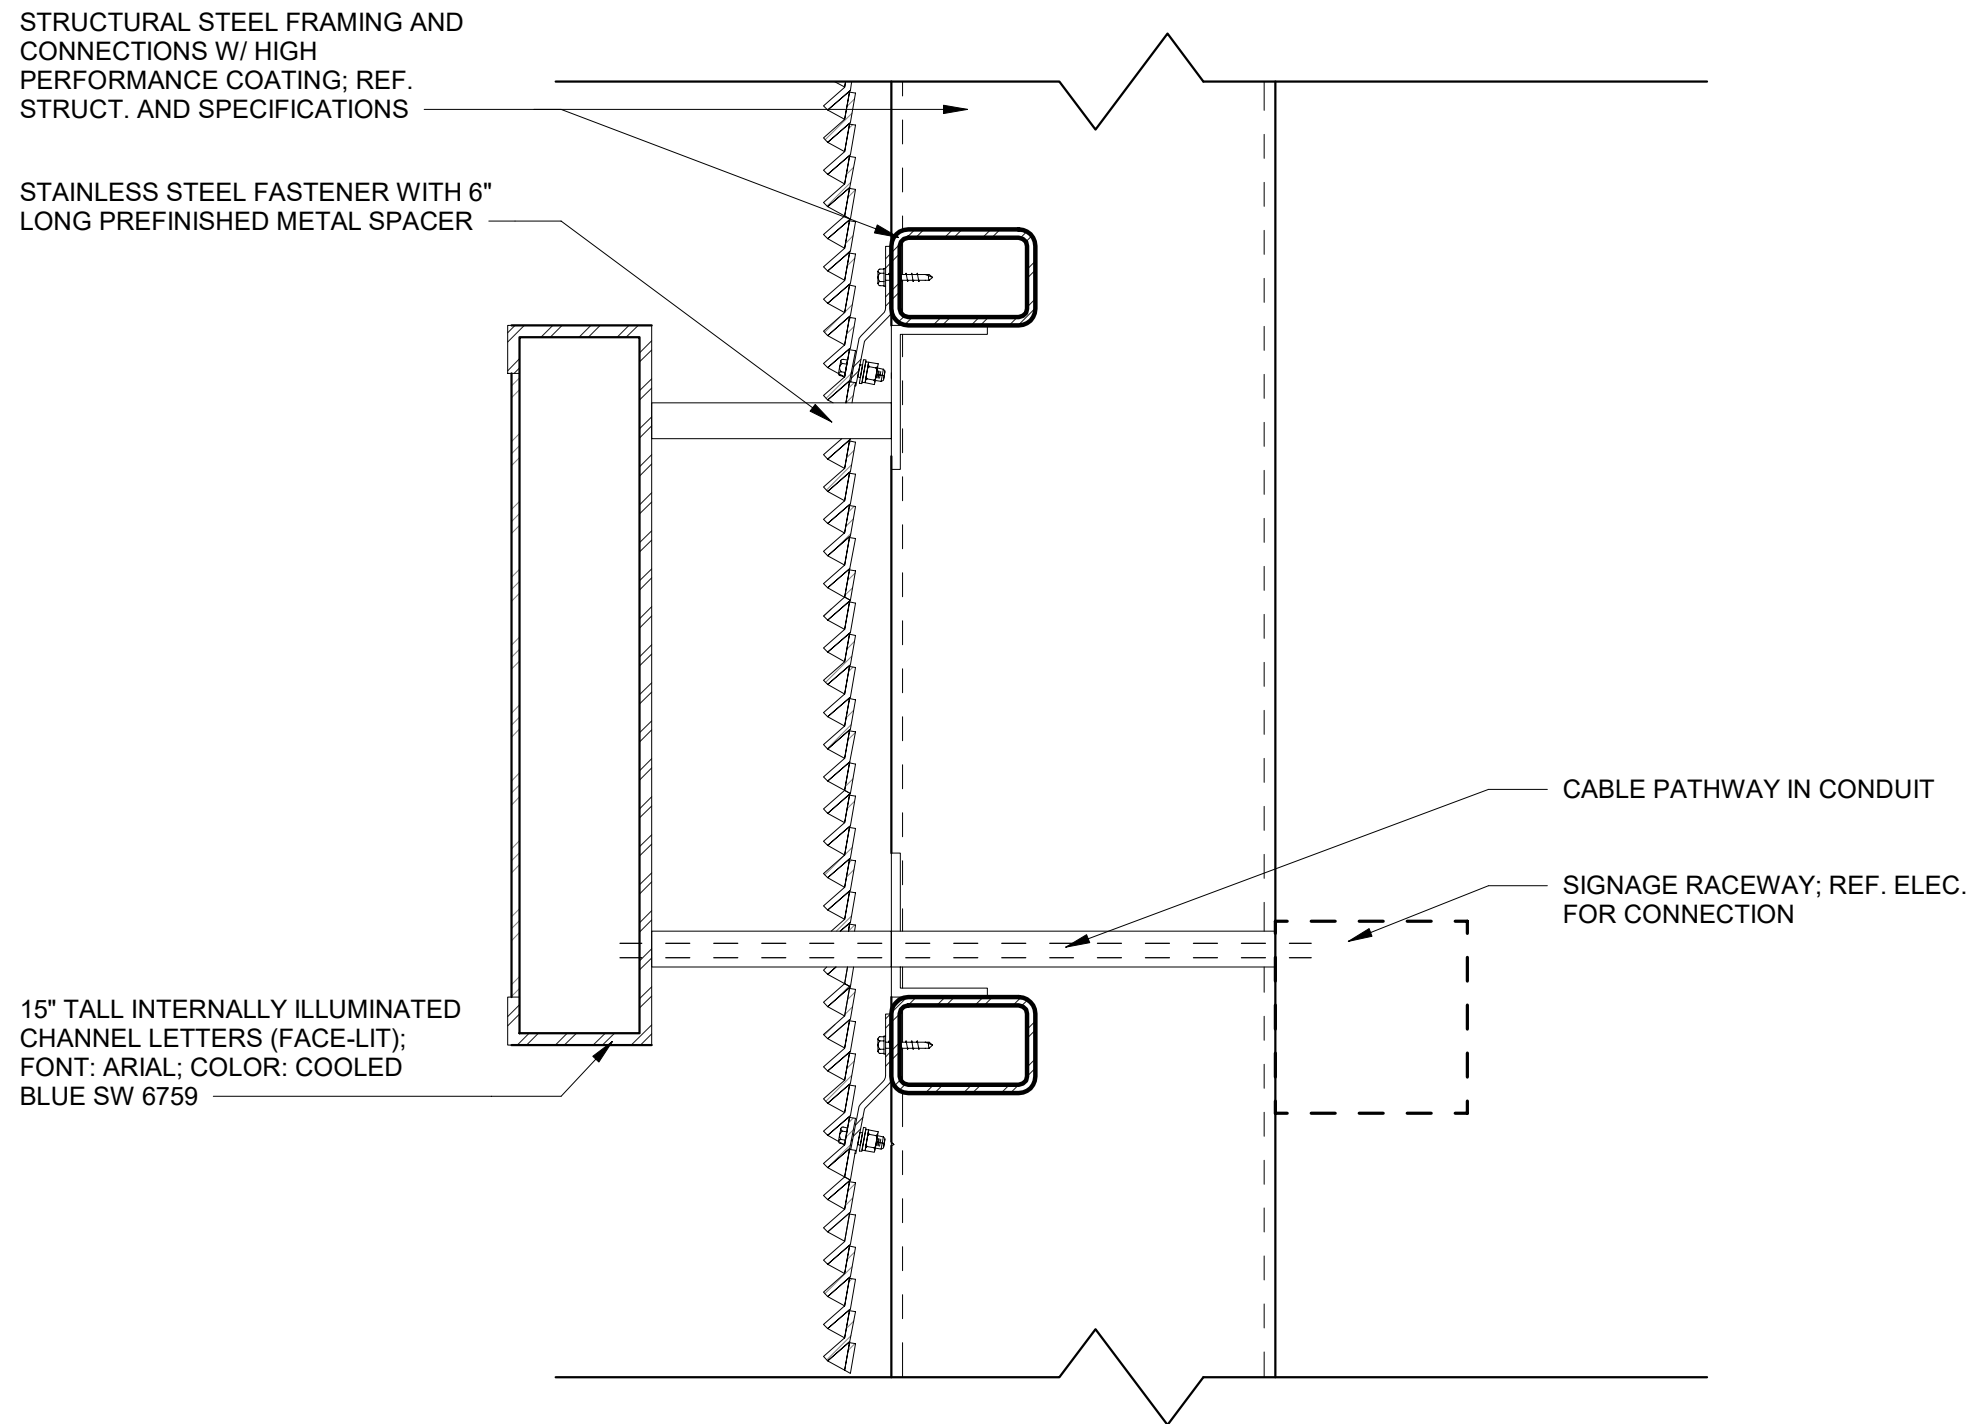 STRUCTURAL STEEL FRAMING AND
CONNECTIONS W/ HIGH
PERFORMANCE COATING; REF.
STRUCT. AND SPECIFICATIONS
STAINLESS STEEL FASTENER WITH 6"
LONG PREFINISHED METAL SPACER
CABLE PATHWAY IN CONDUIT
SIGNAGE RACEWAY; REF. ELEC.
FOR CONNECTION
15" TALL INTERNALLY ILLUMINATED
CHANNEL LETTERS (FACE-LIT);
FONT: ARIAL; COLOR: COOLED
BLUE SW 6759